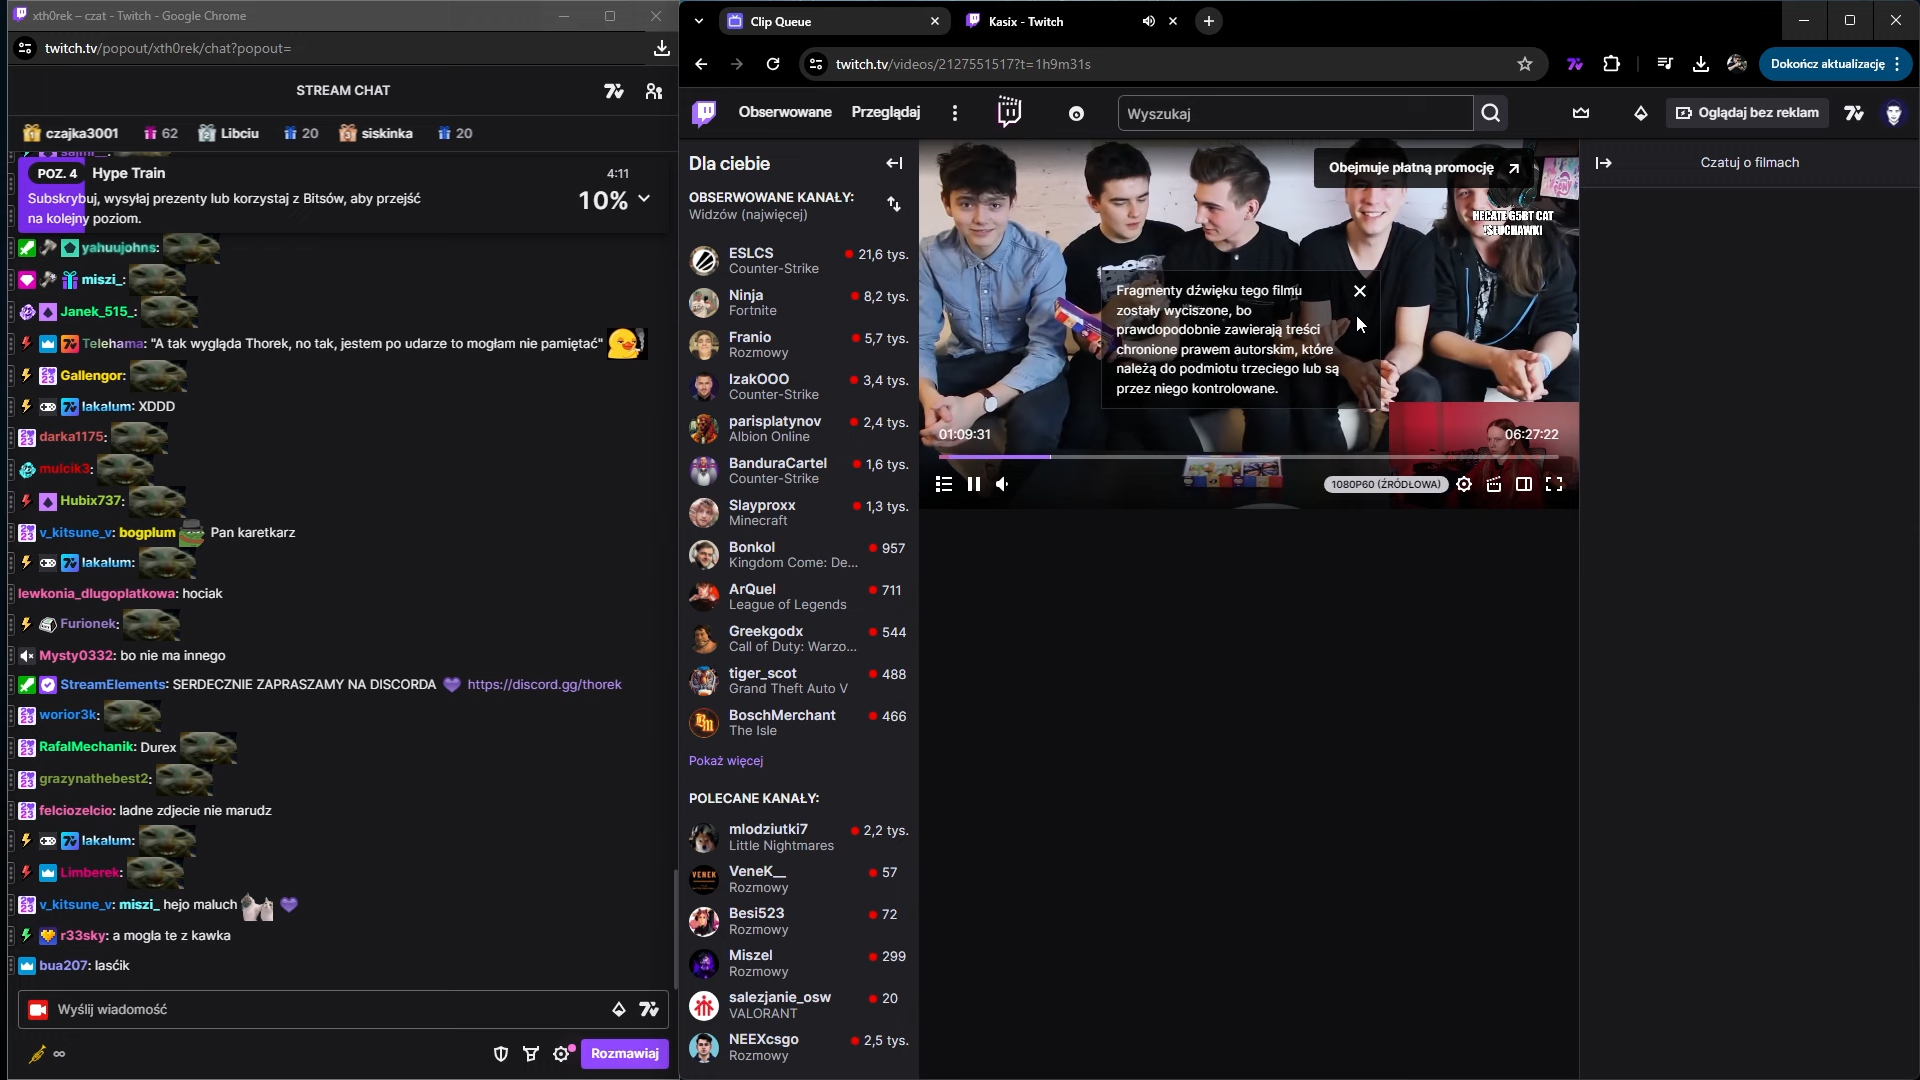 xth0rek – czat - Twitch - Google Chrome
twitch.tv/popout/xth0rek/chat?popout=
STREAM CHAT
czajka3001 62 Libciu 20 siskinka 20
POZ. 4 Hype Train 4:11
Subskrybuj, wysyłaj prezenty lub korzystaj z Bitsów, aby przejść
na kolejny poziom.
10%
yahuujohns:
miszi_:
Janek_515_:
Telehama: "A tak wygląda Thorek, no tak, jestem po udarze to mogłam nie pamiętać"
Gallengor:
lakalum: XDDD
darka1175:
mulcik3:
Hubix737:
v_kitsune_v: bogplum Pan karetkarz
lakalum:
lewkonia_dlugoplatkowa: hociak
Furionek:
Mysty0332: bo nie ma innego
StreamElements: SERDECZNIE ZAPRASZAMY NA DISCORDA https://discord.gg/thorek
worior3k:
RafalMechanik: Durex
grazynathebest2:
felciozelcio: ladne zdjecie nie marudz
lakalum:
Limberek:
v_kitsune_v: miszi_ hejo maluch
r33sky: a mogla te z kawka
bua207: lasćik
Wyślij wiadomość
∞
Rozmawiaj
Clip Queue
Kasix - Twitch
twitch.tv/videos/2127551517?t=1h9m31s
Dokończ aktualizację
Obserwowane
Przeglądaj
Wyszukaj
Oglądaj bez reklam
Dla ciebie
OBSERWOWANE KANAŁY:
Widzów (najwięcej)
ESLCS 21,6 tys.
Counter-Strike
Ninja 8,2 tys.
Fortnite
Franio 5,7 tys.
Rozmowy
IzakOOO 3,4 tys.
Counter-Strike
parisplatynov 2,4 tys.
Albion Online
BanduraCartel 1,6 tys.
Counter-Strike
Slayproxx 1,3 tys.
Minecraft
Bonkol 957
Kingdom Come: De...
ArQuel 711
League of Legends
Greekgodx 544
Call of Duty: Warzo...
tiger_scot 488
Grand Theft Auto V
BoschMerchant 466
The Isle
Pokaż więcej
POLECANE KANAŁY:
mlodziutki7 2,2 tys.
Little Nightmares
VeneK__ 57
Rozmowy
Besi523 72
Rozmowy
Miszel 299
Rozmowy
salezjanie_osw 20
VALORANT
NEEXcsgo 2,5 tys.
Rozmowy
Obejmuje płatną promocję
HECATE G5BT CAT
!SŁUCHAWKI
Fragmenty dźwięku tego filmu
zostały wyciszone, bo
prawdopodobnie zawierają treści
chronione prawem autorskim, które
należą do podmiotu trzeciego lub są
przez niego kontrolowane.
01:09:31
06:27:22
1080P60 (ŹRÓDŁOWA)
Czatuj o filmach